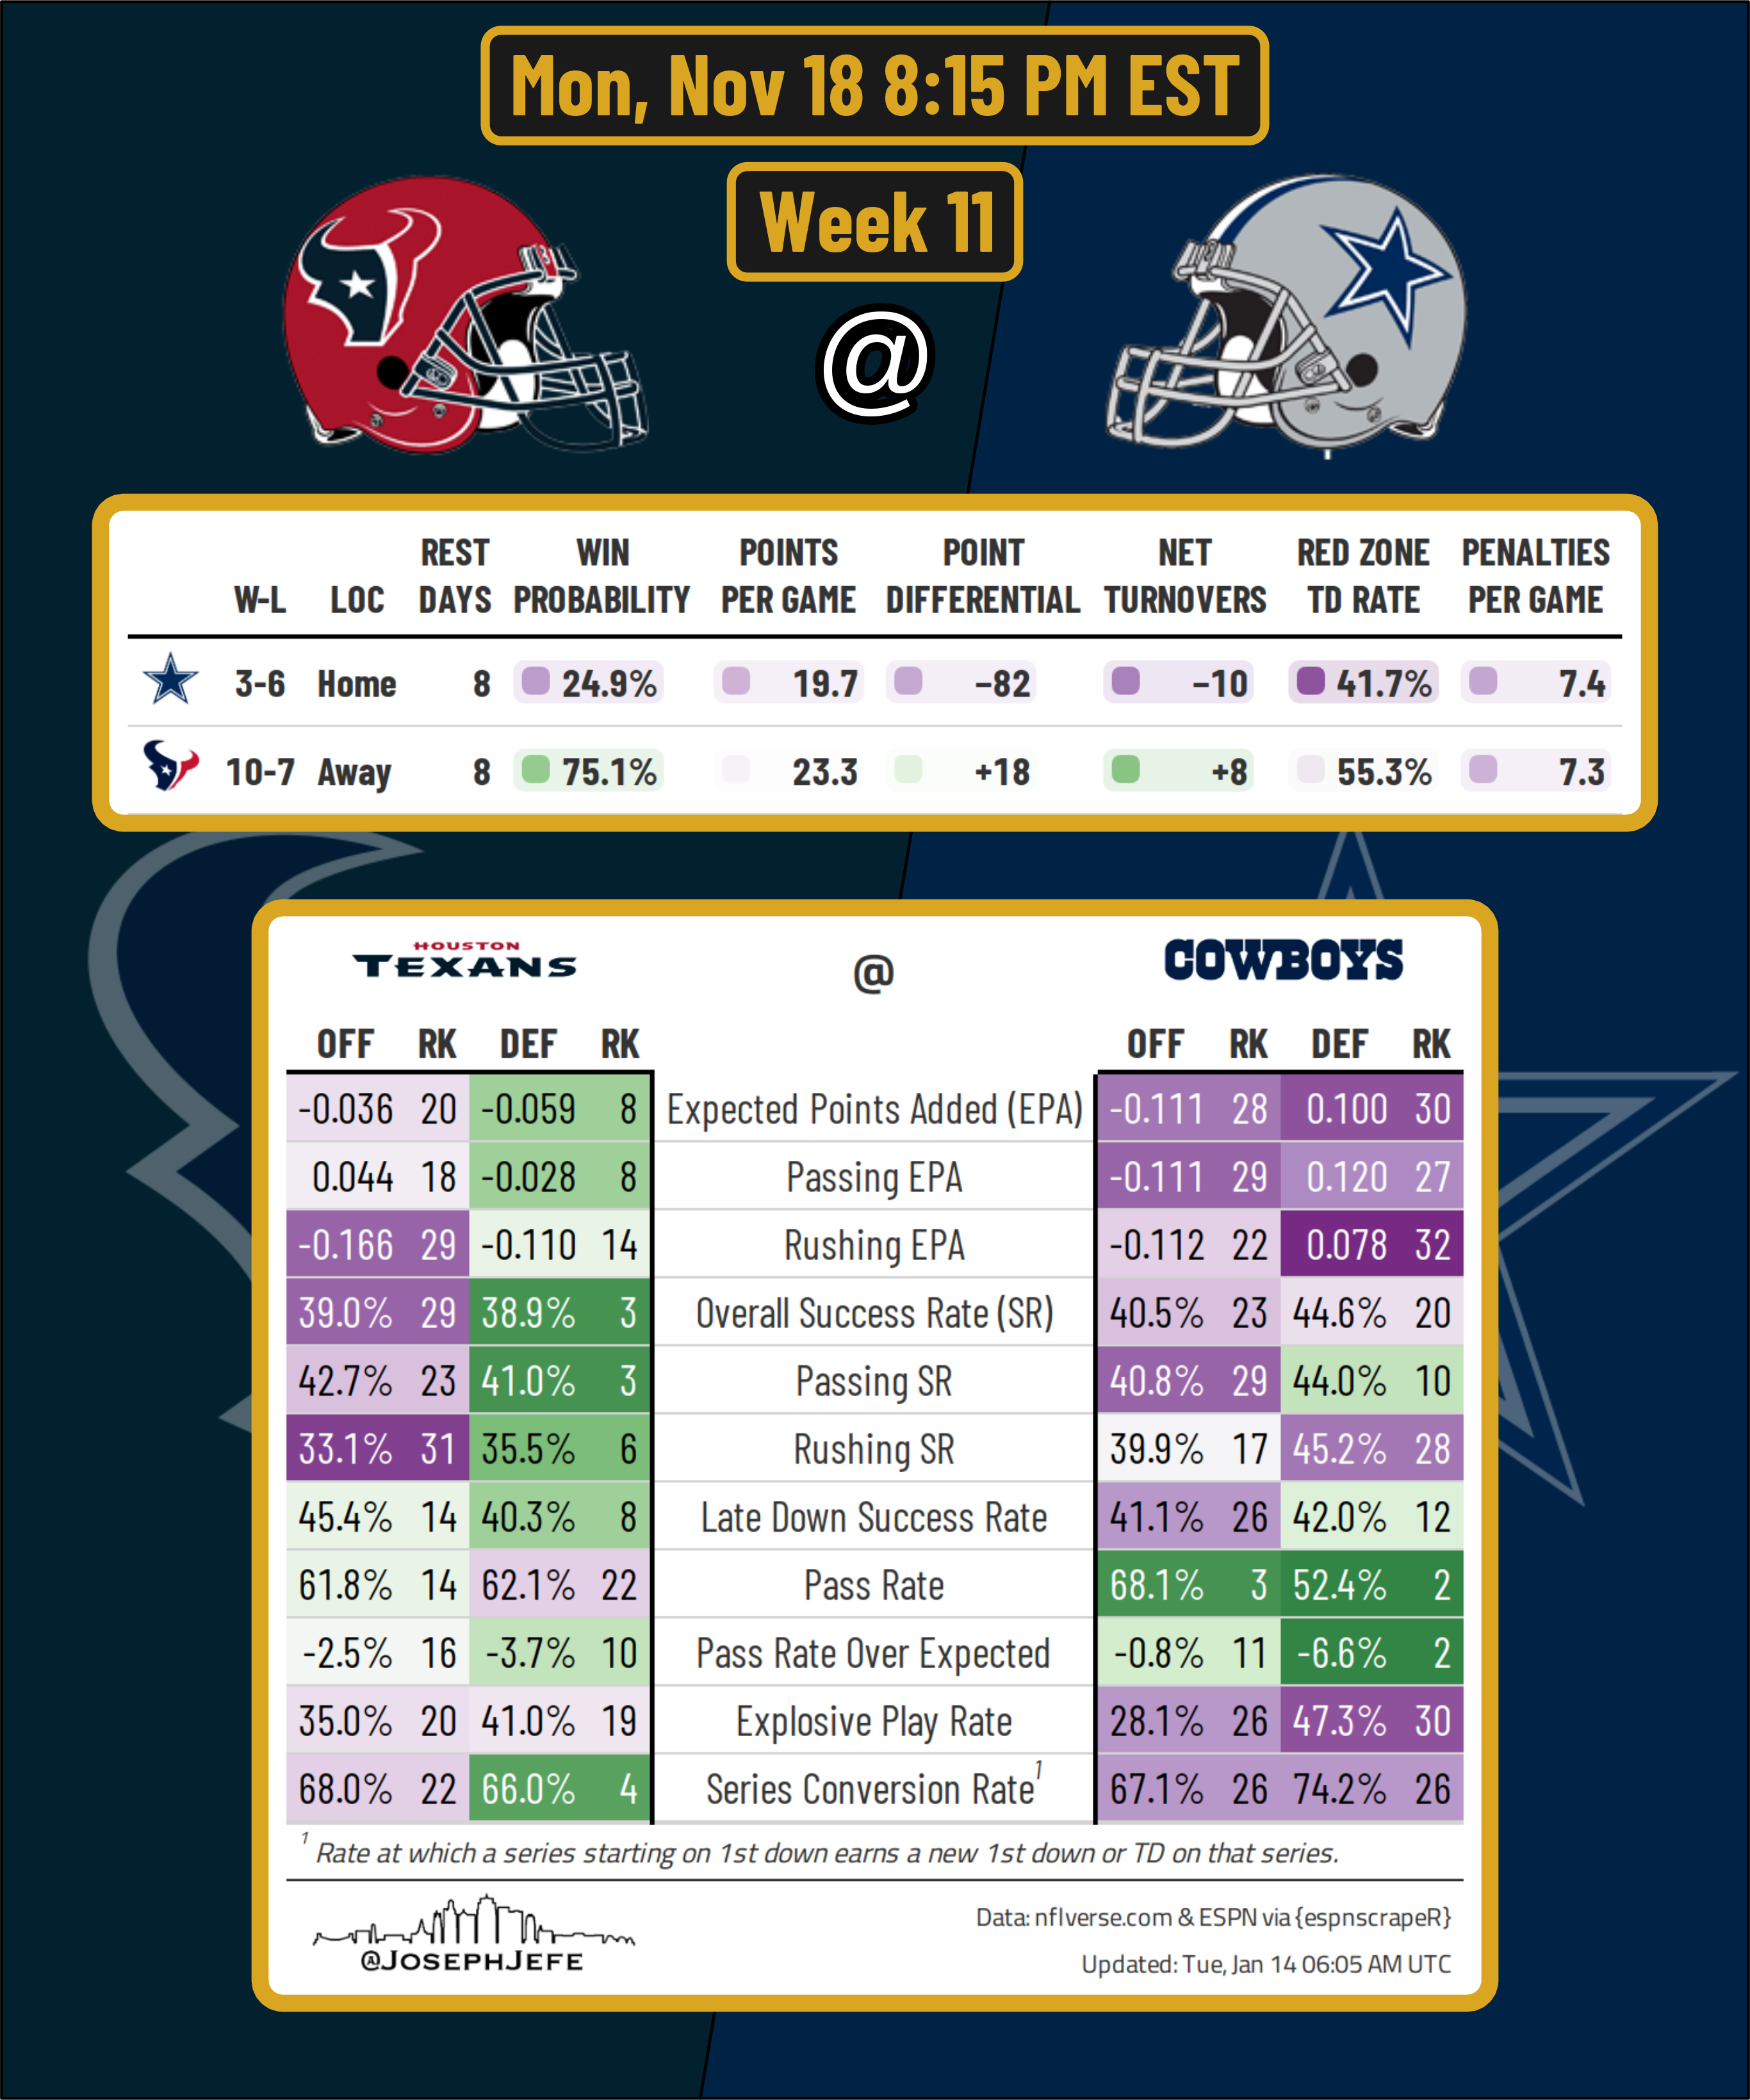 Mon, Nov 18 8:15 PM EST
Week 11
@
W-L LOC REST DAYS WIN PROBABILITY POINTS PER GAME POINT DIFFERENTIAL NET TURNOVERS RED ZONE TD RATE PENALTIES PER GAME
3-6 Home 8 24.9% 19.7 −82 −10 41.7% 7.4
10-7 Away 8 75.1% 23.3 +18 +8 55.3% 7.3
HOUSTON
TEXANS @ COWBOYS
OFF RK DEF RK OFF RK DEF RK
-0.036 20 -0.059 8 Expected Points Added (EPA) -0.111 28 0.100 30
0.044 18 -0.028 8 Passing EPA -0.111 29 0.120 27
-0.166 29 -0.110 14 Rushing EPA -0.112 22 0.078 32
39.0% 29 38.9% 3 Overall Success Rate (SR) 40.5% 23 44.6% 20
42.7% 23 41.0% 3 Passing SR 40.8% 29 44.0% 10
33.1% 31 35.5% 6 Rushing SR 39.9% 17 45.2% 28
45.4% 14 40.3% 8 Late Down Success Rate 41.1% 26 42.0% 12
61.8% 14 62.1% 22 Pass Rate 68.1% 3 52.4% 2
-2.5% 16 -3.7% 10 Pass Rate Over Expected -0.8% 11 -6.6% 2
35.0% 20 41.0% 19 Explosive Play Rate 28.1% 26 47.3% 30
68.0% 22 66.0% 4 Series Conversion Rate1 67.1% 26 74.2% 26
1 Rate at which a series starting on 1st down earns a new 1st down or TD on that series.
@JOSEPHJEFE
Data: nflverse.com & ESPN via {espnscrapeR}
Updated: Tue, Jan 14 06:05 AM UTC